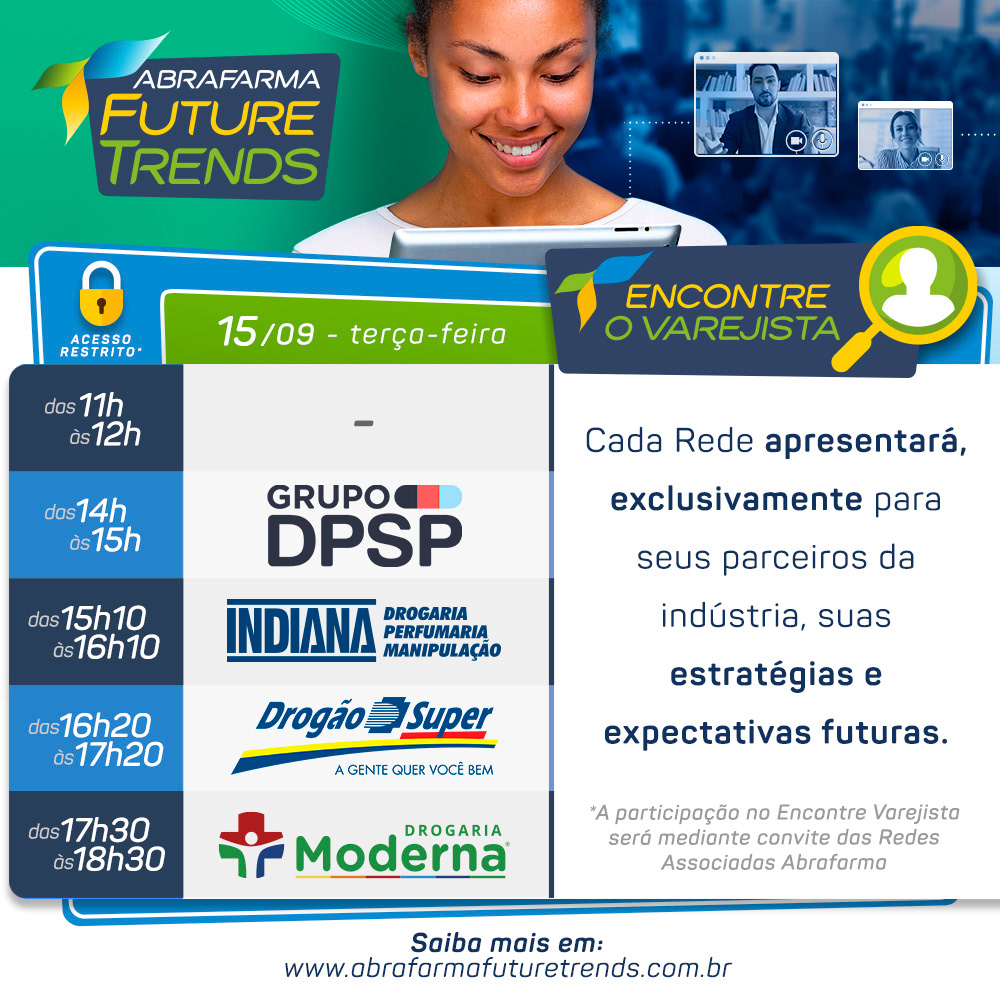 ABRAFARMA
FUTURE
TRENDS
ACESSO
RESTRITO*
15/09 - terça-feira
ENCONTRE
O VAREJISTA
das 11h
às 12h
-
das 14h
às 15h
GRUPO
DPSP
das 15h10
às 16h10
INDIANA
DROGARIA
PERFUMARIA
MANIPULAÇÃO
das 16h20
às 17h20
Drogão Super
A GENTE QUER VOCÊ BEM
das 17h30
às 18h30
DROGARIA
Moderna®
Cada Rede apresentará,
exclusivamente para
seus parceiros da
indústria, suas
estratégias e
expectativas futuras.
*A participação no Encontre Varejista
será mediante convite das Redes
Associadas Abrafarma
Saiba mais em:
www.abrafarmafuturetrends.com.br